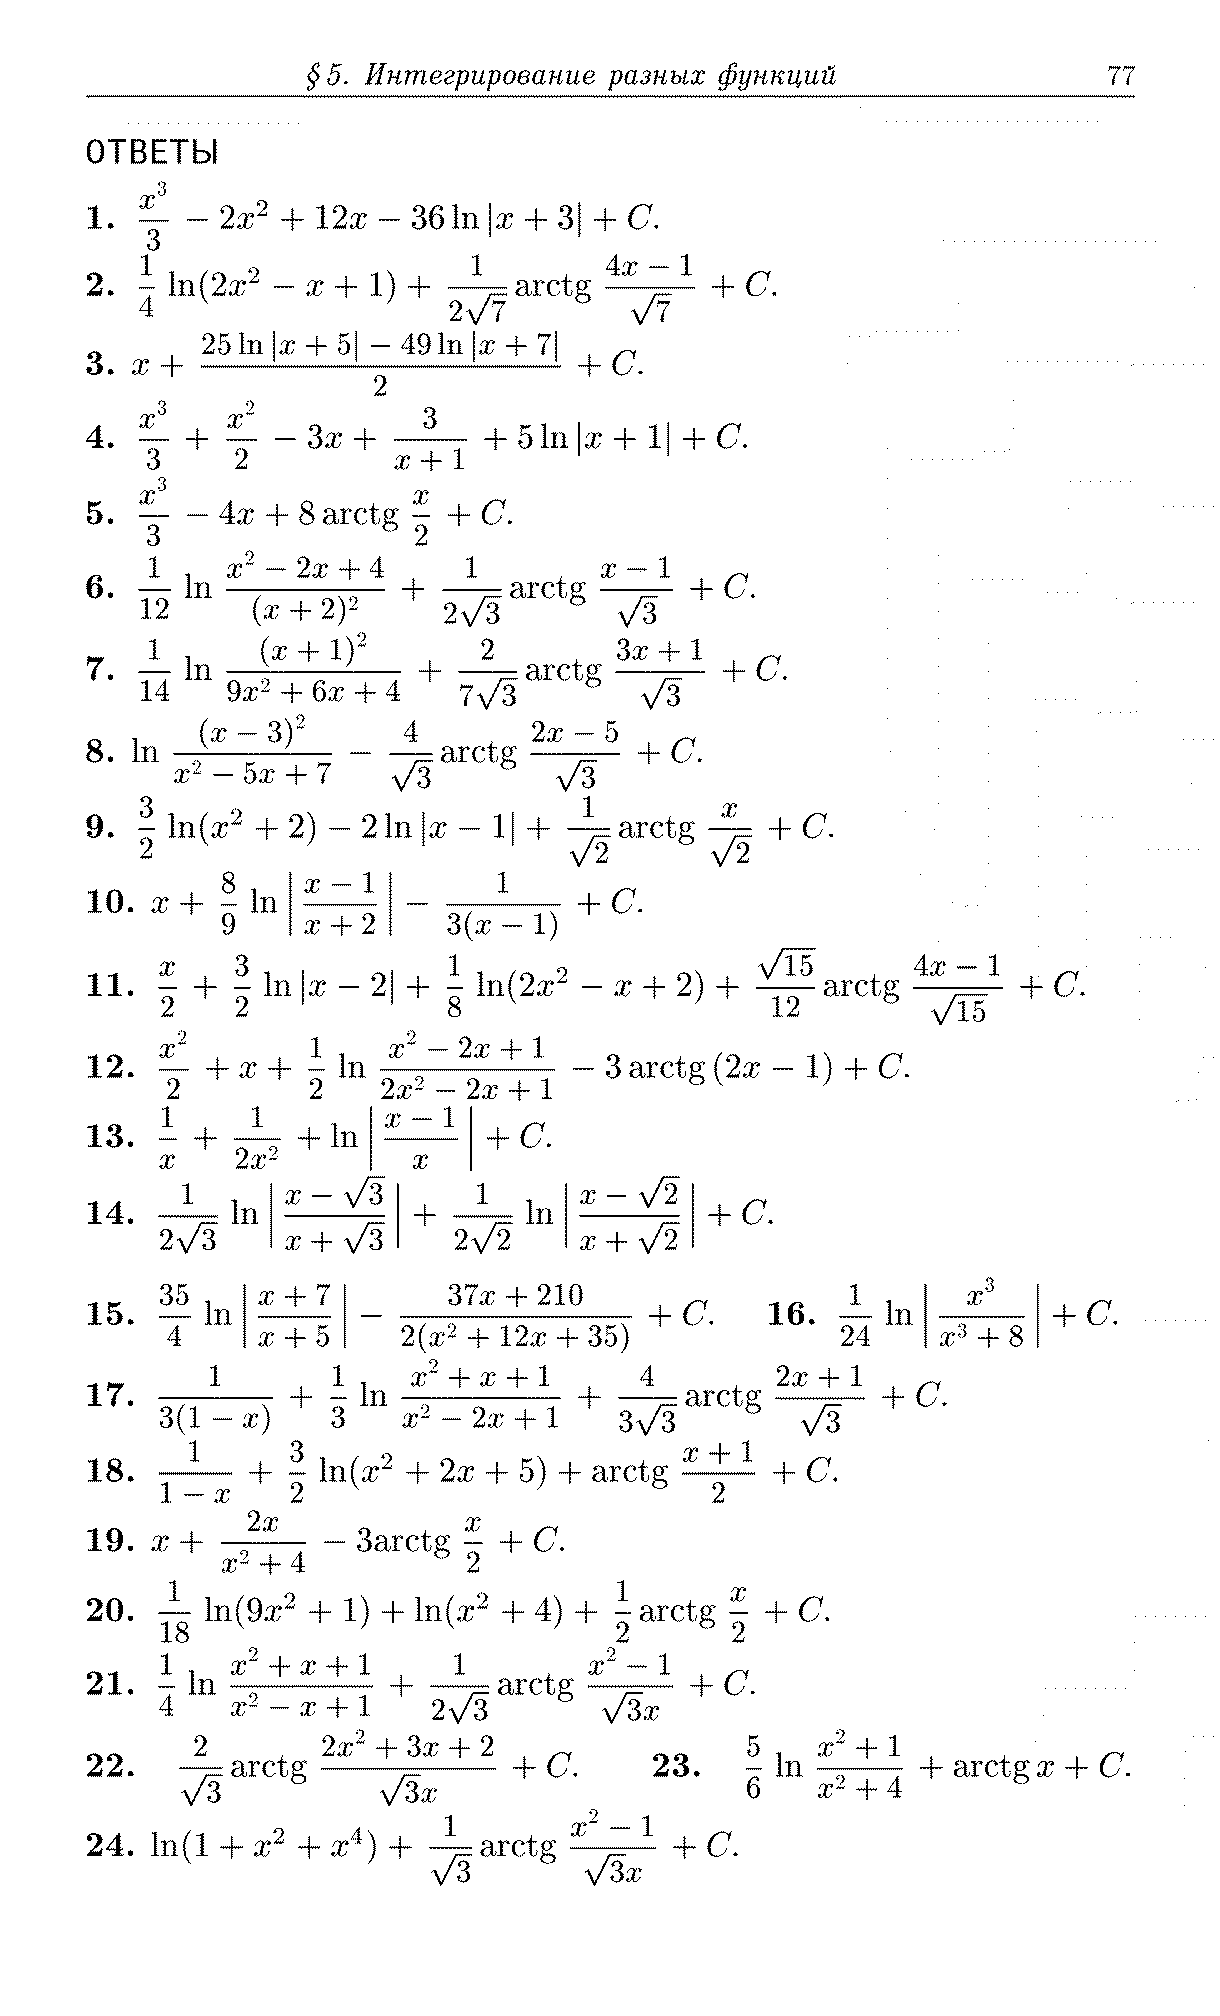 § 5. Интегрирование разных функций 77
ОТВЕТЫ
1. $\frac{x^3}{3} - 2x^2 + 12x - 36\ln|x+3| + C.$
2. $\frac{1}{4}\ln(2x^2 - x + 1) + \frac{1}{2\sqrt{7}}\text{arctg}\frac{4x-1}{\sqrt{7}} + C.$
3. $x + \frac{25\ln|x+5| - 49\ln|x+7|}{2} + C.$
4. $\frac{x^3}{3} + \frac{x^2}{2} - 3x + \frac{3}{x+1} + 5\ln|x+1| + C.$
5. $\frac{x^3}{3} - 4x + 8\,\text{arctg}\frac{x}{2} + C.$
6. $\frac{1}{12}\ln\frac{x^2-2x+4}{(x+2)^2} + \frac{1}{2\sqrt{3}}\text{arctg}\frac{x-1}{\sqrt{3}} + C.$
7. $\frac{1}{14}\ln\frac{(x+1)^2}{9x^2+6x+4} + \frac{2}{7\sqrt{3}}\text{arctg}\frac{3x+1}{\sqrt{3}} + C.$
8. $\ln\frac{(x-3)^2}{x^2-5x+7} - \frac{4}{\sqrt{3}}\text{arctg}\frac{2x-5}{\sqrt{3}} + C.$
9. $\frac{3}{2}\ln(x^2+2) - 2\ln|x-1| + \frac{1}{\sqrt{2}}\text{arctg}\frac{x}{\sqrt{2}} + C.$
10. $x + \frac{8}{9}\ln\left|\frac{x-1}{x+2}\right| - \frac{1}{3(x-1)} + C.$
11. $\frac{x}{2} + \frac{3}{2}\ln|x-2| + \frac{1}{8}\ln(2x^2-x+2) + \frac{\sqrt{15}}{12}\text{arctg}\frac{4x-1}{\sqrt{15}} + C.$
12. $\frac{x^2}{2} + x + \frac{1}{2}\ln\frac{x^2-2x+1}{2x^2-2x+1} - 3\,\text{arctg}(2x-1) + C.$
13. $\frac{1}{x} + \frac{1}{2x^2} + \ln\left|\frac{x-1}{x}\right| + C.$
14. $\frac{1}{2\sqrt{3}}\ln\left|\frac{x-\sqrt{3}}{x+\sqrt{3}}\right| + \frac{1}{2\sqrt{2}}\ln\left|\frac{x-\sqrt{2}}{x+\sqrt{2}}\right| + C.$
15. $\frac{35}{4}\ln\left|\frac{x+7}{x+5}\right| - \frac{37x+210}{2(x^2+12x+35)} + C.$ 16. $\frac{1}{24}\ln\left|\frac{x^3}{x^3+8}\right| + C.$
17. $\frac{1}{3(1-x)} + \frac{1}{3}\ln\frac{x^2+x+1}{x^2-2x+1} + \frac{4}{3\sqrt{3}}\text{arctg}\frac{2x+1}{\sqrt{3}} + C.$
18. $\frac{1}{1-x} + \frac{3}{2}\ln(x^2+2x+5) + \text{arctg}\frac{x+1}{2} + C.$
19. $x + \frac{2x}{x^2+4} - 3\text{arctg}\frac{x}{2} + C.$
20. $\frac{1}{18}\ln(9x^2+1) + \ln(x^2+4) + \frac{1}{2}\text{arctg}\frac{x}{2} + C.$
21. $\frac{1}{4}\ln\frac{x^2+x+1}{x^2-x+1} + \frac{1}{2\sqrt{3}}\text{arctg}\frac{x^2-1}{\sqrt{3}x} + C.$
22. $\frac{2}{\sqrt{3}}\text{arctg}\frac{2x^2+3x+2}{\sqrt{3}x} + C.$ 23. $\frac{5}{6}\ln\frac{x^2+1}{x^2+4} + \text{arctg}\,x + C.$
24. $\ln(1+x^2+x^4) + \frac{1}{\sqrt{3}}\text{arctg}\frac{x^2-1}{\sqrt{3}x} + C.$